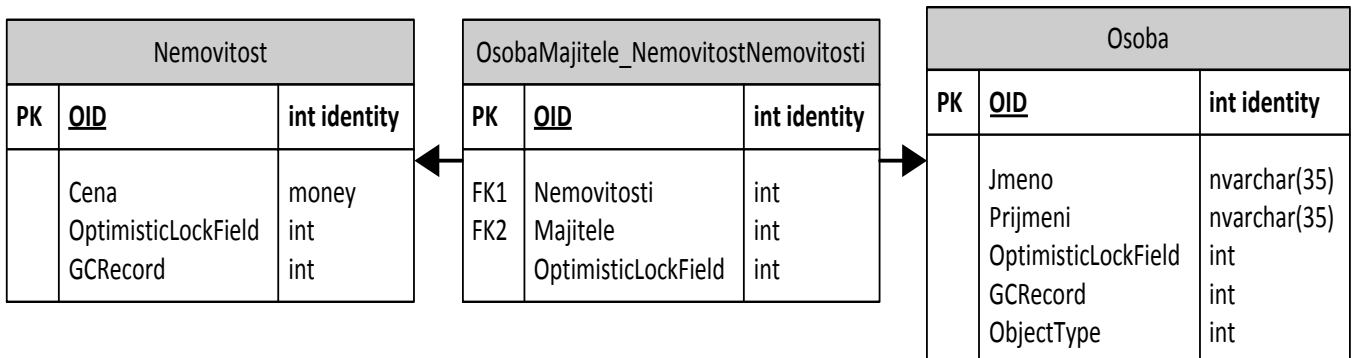 Nemovitost
PK OID int identity
Cena money
OptimisticLockField int
GCRecord int
OsobaMajitele_NemovitostNemovitosti
PK OID int identity
FK1 Nemovitosti int
FK2 Majitele int
OptimisticLockField int
Osoba
PK OID int identity
Jmeno nvarchar(35)
Prijmeni nvarchar(35)
OptimisticLockField int
GCRecord int
ObjectType int